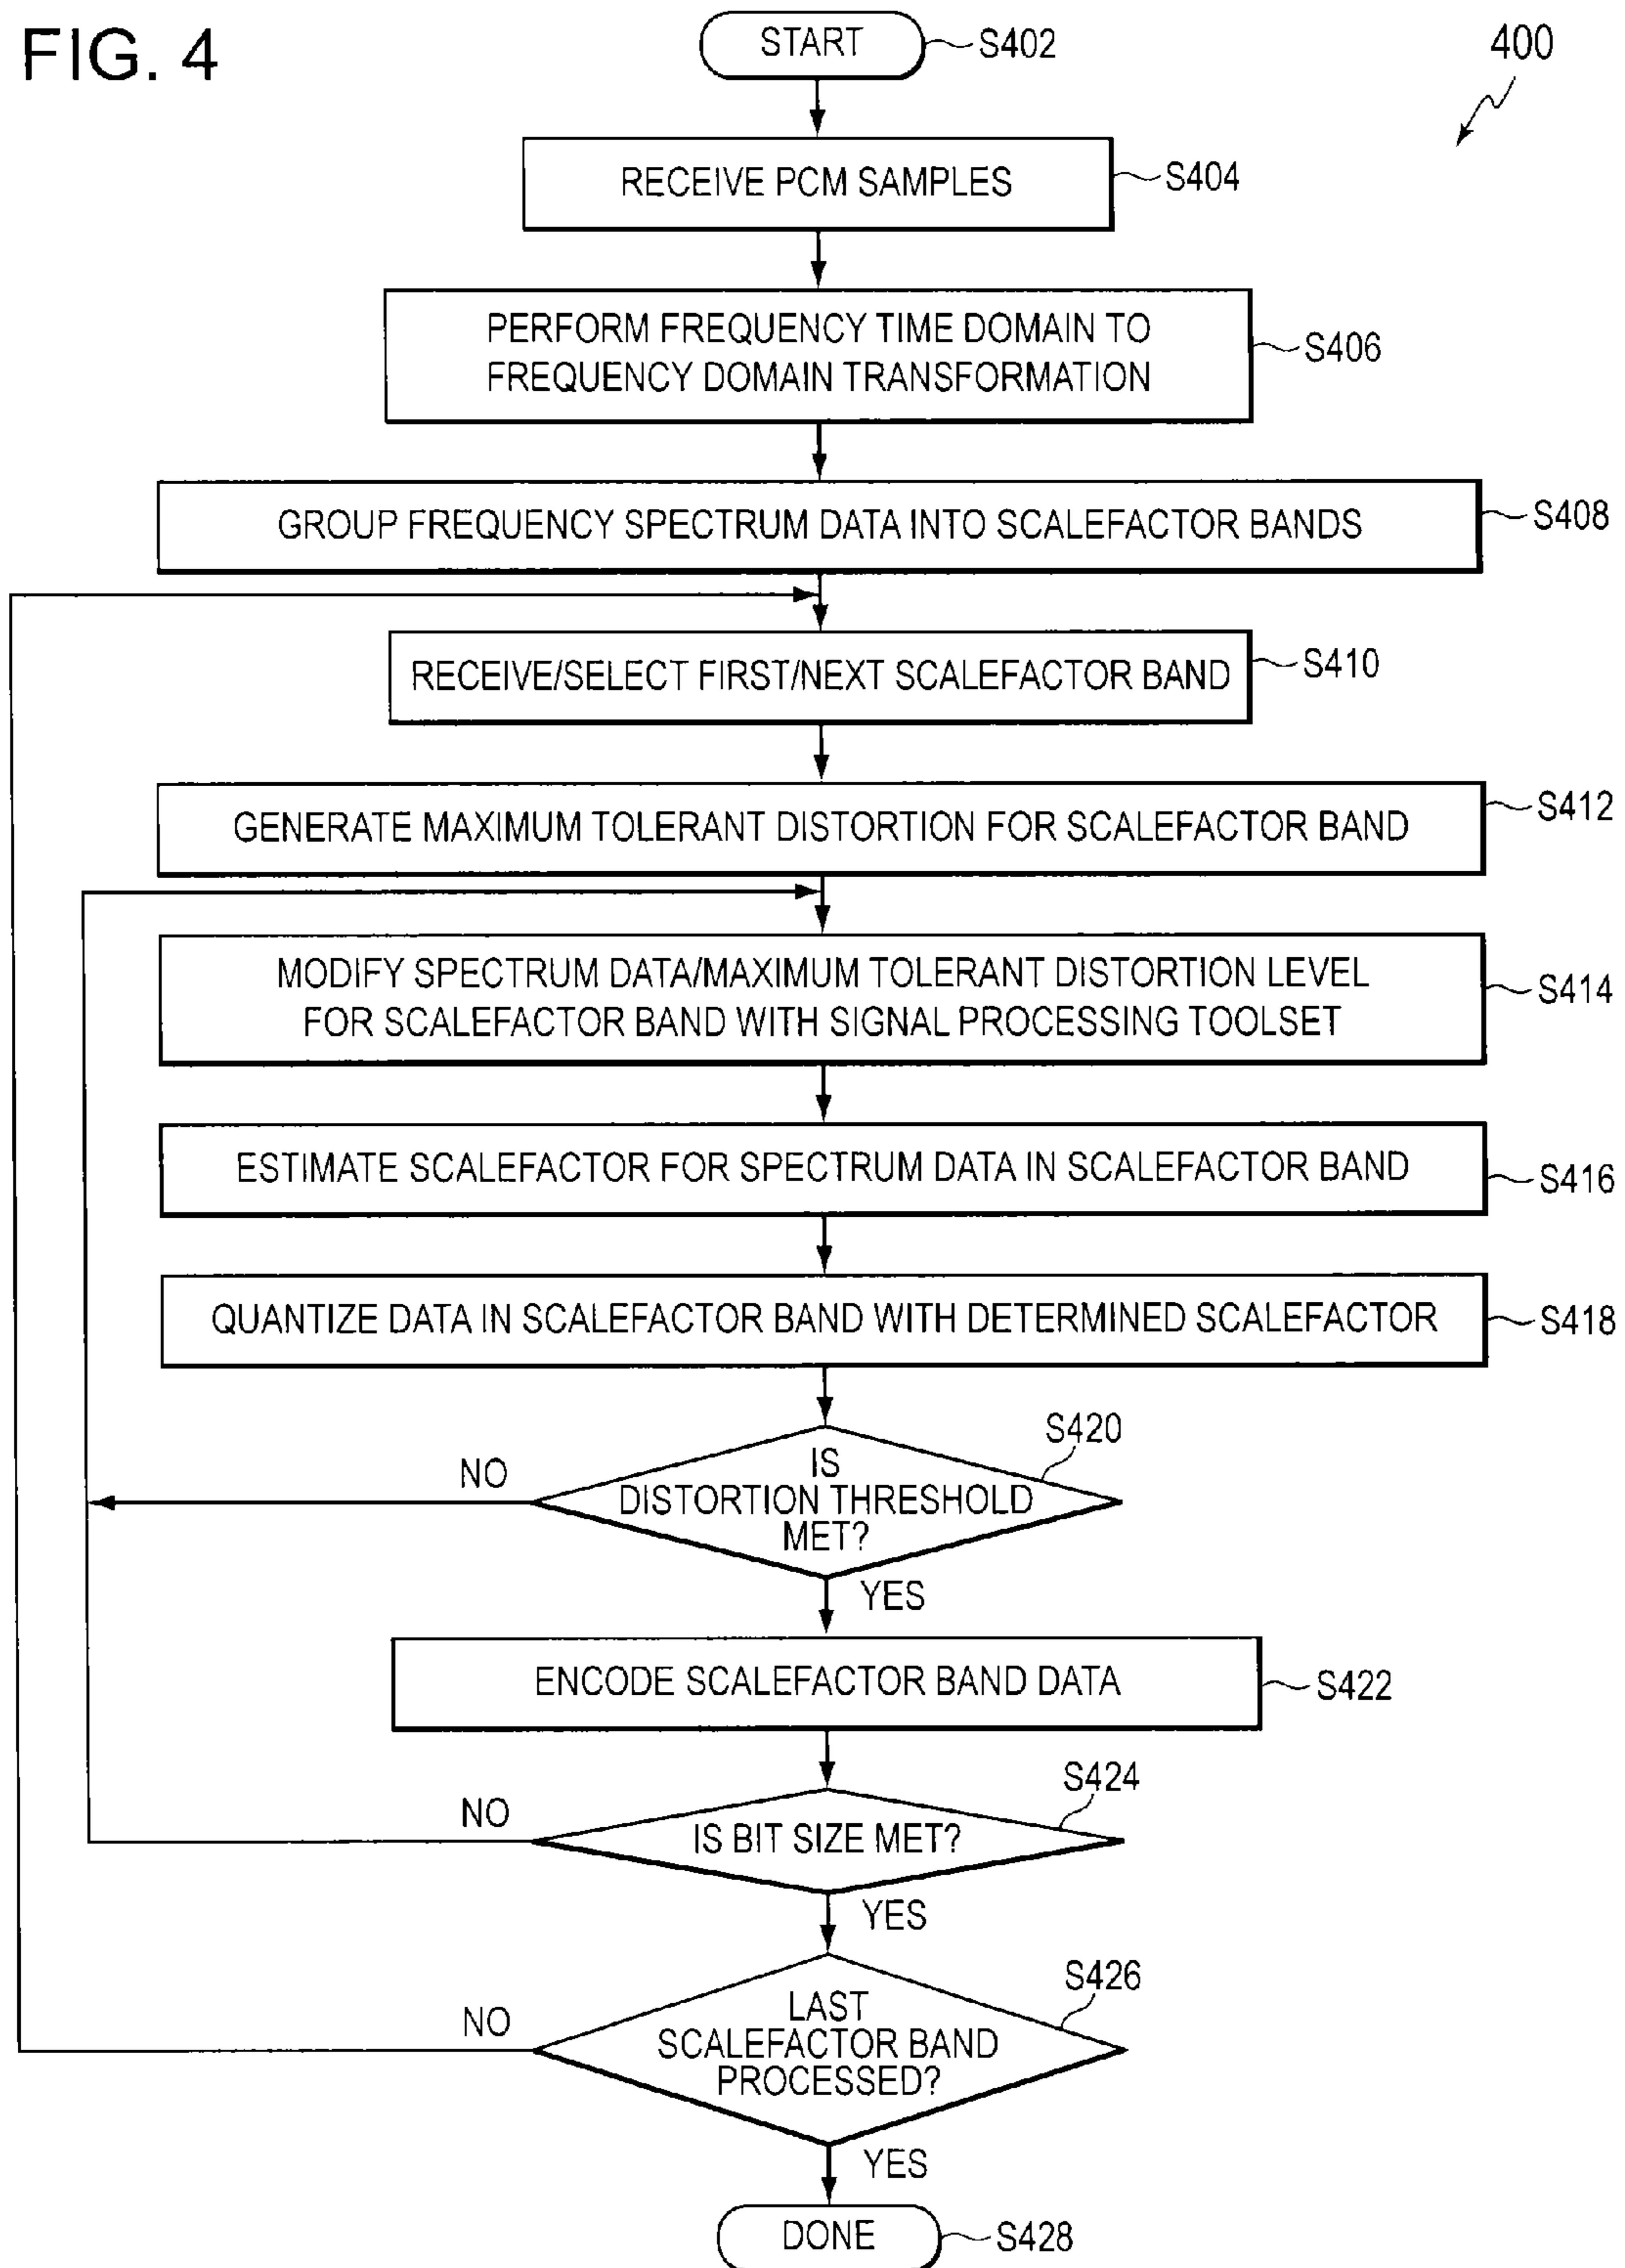 FIG. 4
START
S402
400
RECEIVE PCM SAMPLES
S404
PERFORM FREQUENCY TIME DOMAIN TO
FREQUENCY DOMAIN TRANSFORMATION
S406
GROUP FREQUENCY SPECTRUM DATA INTO SCALEFACTOR BANDS
S408
RECEIVE/SELECT FIRST/NEXT SCALEFACTOR BAND
S410
GENERATE MAXIMUM TOLERANT DISTORTION FOR SCALEFACTOR BAND
S412
MODIFY SPECTRUM DATA/MAXIMUM TOLERANT DISTORTION LEVEL
FOR SCALEFACTOR BAND WITH SIGNAL PROCESSING TOOLSET
S414
ESTIMATE SCALEFACTOR FOR SPECTRUM DATA IN SCALEFACTOR BAND
S416
QUANTIZE DATA IN SCALEFACTOR BAND WITH DETERMINED SCALEFACTOR
S418
S420
NO
IS
DISTORTION THRESHOLD
MET?
YES
ENCODE SCALEFACTOR BAND DATA
S422
S424
NO
IS BIT SIZE MET?
YES
S426
NO
LAST
SCALEFACTOR BAND
PROCESSED?
YES
DONE
S428